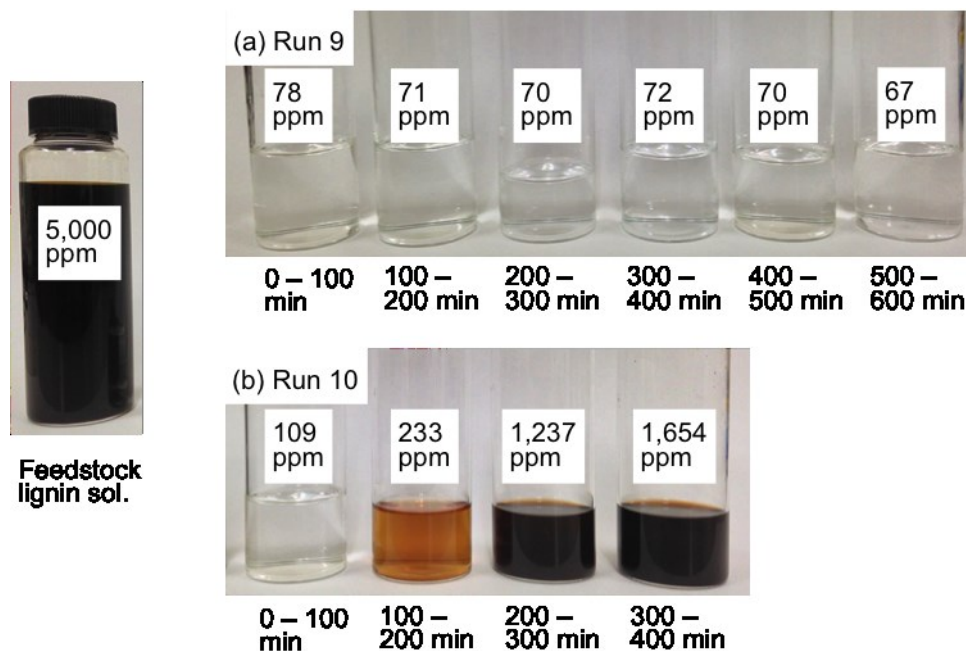 5,000
ppm
Feedstock
lignin sol.
(a) Run 9
78
ppm
71
ppm
70
ppm
72
ppm
70
ppm
67
ppm
0 – 100
min
100 –
200 min
200 –
300 min
300 –
400 min
400 –
500 min
500 –
600 min
(b) Run 10
109
ppm
233
ppm
1,237
ppm
1,654
ppm
0 – 100
min
100 –
200 min
200 –
300 min
300 –
400 min